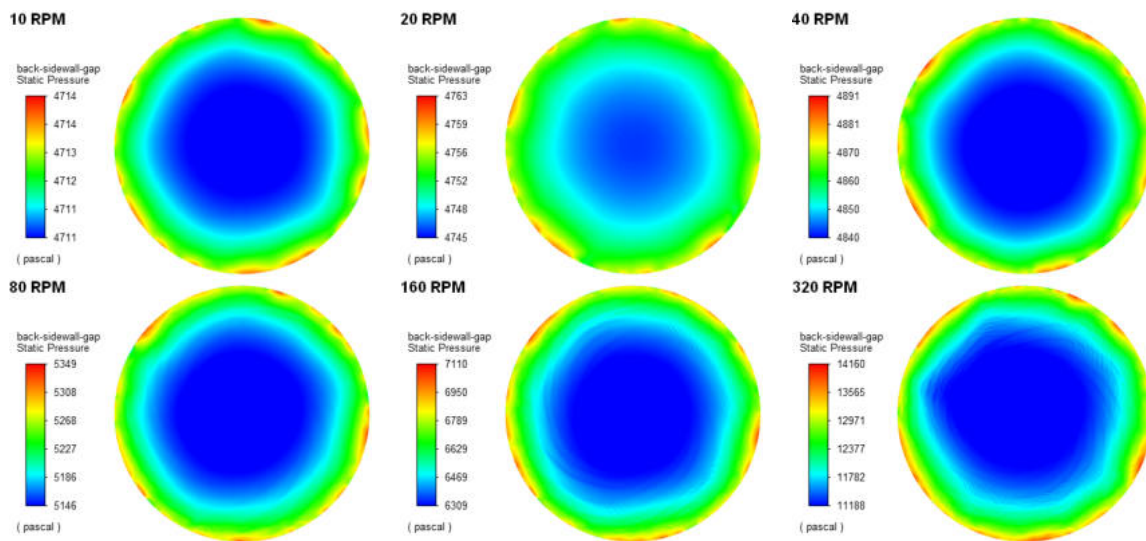 10 RPM
back-sidewall-gap
Static Pressure
4714
4714
4713
4712
4711
4711
( pascal )
20 RPM
back-sidewall-gap
Static Pressure
4763
4759
4756
4752
4748
4745
( pascal )
40 RPM
back-sidewall-gap
Static Pressure
4891
4881
4870
4860
4850
4840
( pascal )
80 RPM
back-sidewall-gap
Static Pressure
5349
5308
5268
5227
5186
5146
( pascal )
160 RPM
back-sidewall-gap
Static Pressure
7110
6950
6789
6629
6469
6309
( pascal )
320 RPM
back-sidewall-gap
Static Pressure
14160
13565
12971
12377
11782
11188
( pascal )